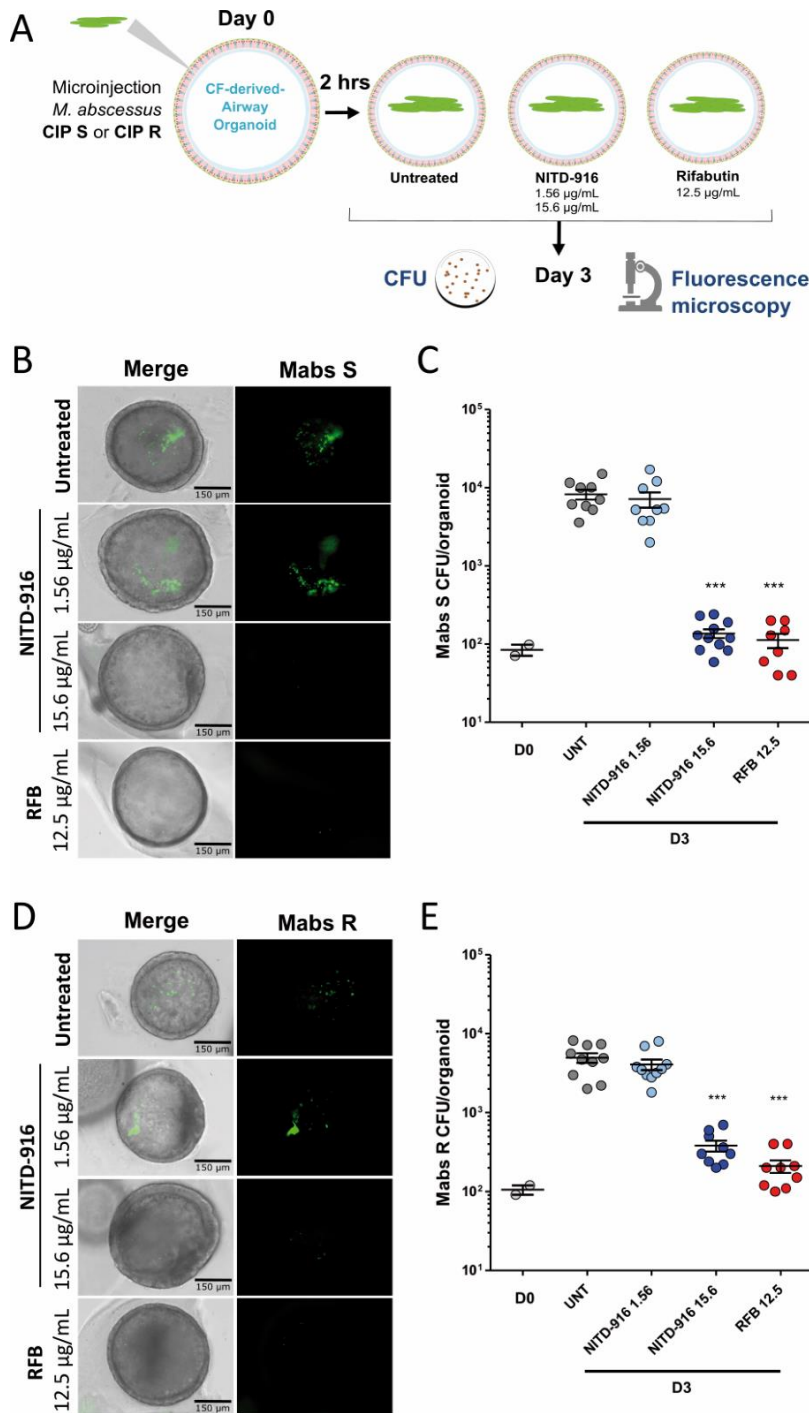 A
Day 0
Microinjection
M. abscessus
CIP S or CIP R
CF-derived-
Airway
Organoid
2 hrs
Untreated
NITD-916
1.56 µg/mL
15.6 µg/mL
Rifabutin
12.5 µg/mL
CFU
Day 3
Fluorescence
microscopy
B
Merge
Mabs S
Untreated
150 µm
NITD-916
1.56 µg/mL
150 µm
15.6 µg/mL
150 µm
RFB
12.5 µg/mL
150 µm
C
Mabs S CFU/organoid
10⁵
10⁴
10³
10²
10¹
***
***
D0
UNT
NITD-916 1.56
NITD-916 15.6
RFB 12.5
D3
D
Merge
Mabs R
Untreated
150 µm
NITD-916
1.56 µg/mL
150 µm
15.6 µg/mL
150 µm
RFB
12.5 µg/mL
150 µm
E
Mabs R CFU/organoid
10⁵
10⁴
10³
10²
10¹
***
***
D0
UNT
NITD-916 1.56
NITD-916 15.6
RFB 12.5
D3